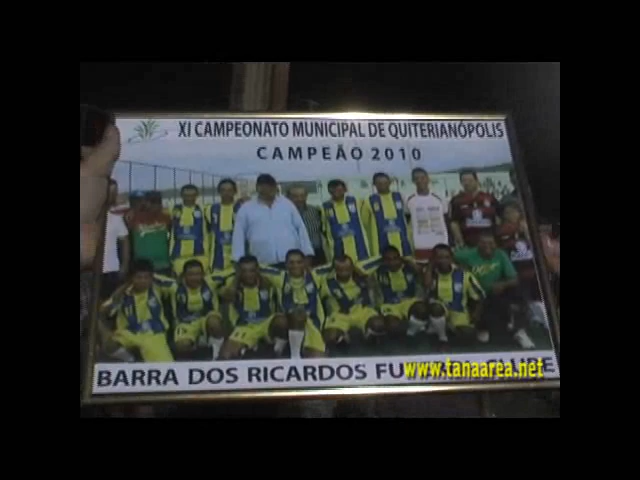 XI CAMPEONATO MUNICIPAL DE QUITERIANÓPOLIS
CAMPEÃO 2010
BARRA DOS RICARDOS FU
www.tanaarea.net